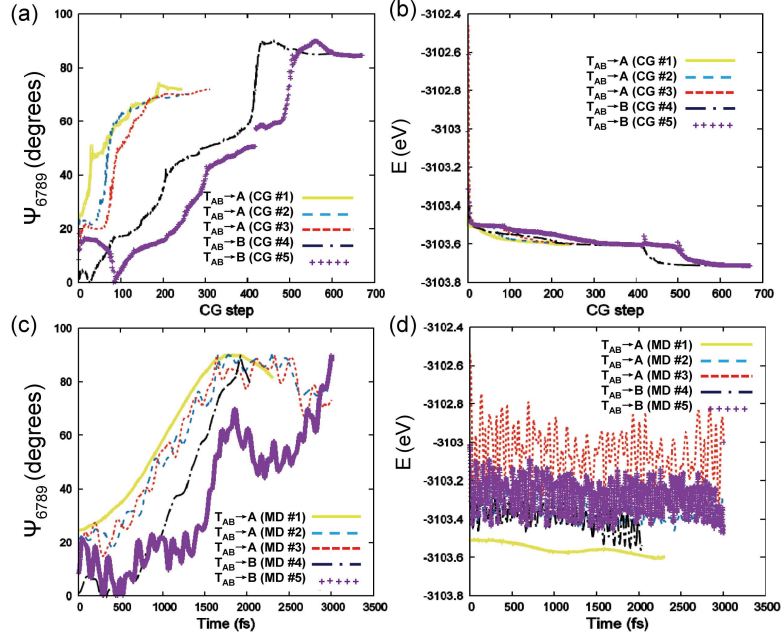 (a)
100
80
60
40
20
0
Ψ6789 (degrees)
TAB→A (CG #1)
TAB→A (CG #2)
TAB→A (CG #3)
TAB→B (CG #4)
TAB→B (CG #5)
0 100 200 300 400 500 600 700
CG step
(b)
-3102.4
-3102.6
-3102.8
-3103
-3103.2
-3103.4
-3103.6
-3103.8
E (eV)
TAB→A (CG #1)
TAB→A (CG #2)
TAB→A (CG #3)
TAB→B (CG #4)
TAB→B (CG #5)
0 100 200 300 400 500 600 700
CG step
(c)
100
80
60
40
20
0
Ψ6789 (degrees)
TAB→A (MD #1)
TAB→A (MD #2)
TAB→A (MD #3)
TAB→B (MD #4)
TAB→B (MD #5)
0 500 1000 1500 2000 2500 3000 3500
Time (fs)
(d)
-3102.4
-3102.6
-3102.8
-3103
-3103.2
-3103.4
-3103.6
-3103.8
E (eV)
TAB→A (MD #1)
TAB→A (MD #2)
TAB→A (MD #3)
TAB→B (MD #4)
TAB→B (MD #5)
0 500 1000 1500 2000 2500 3000 3500
Time (fs)